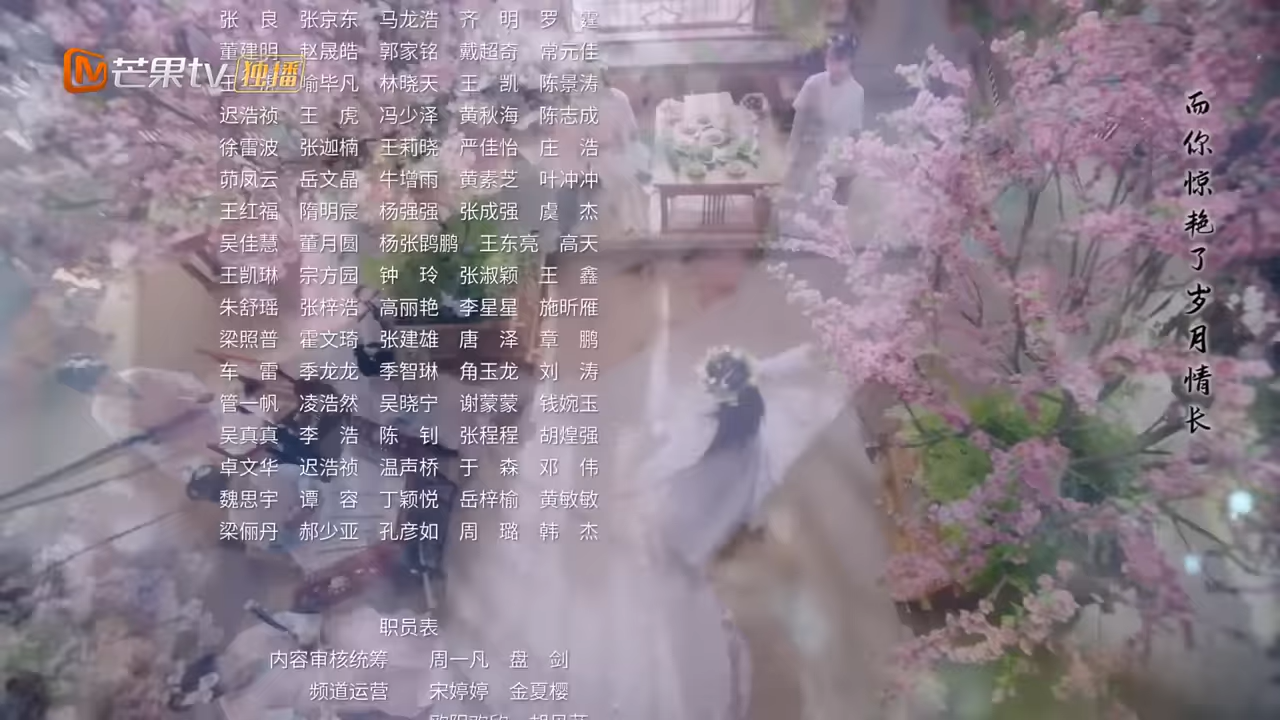 张　良　张京东　马龙浩　齐　明　罗　霆
董建明　赵晟皓　郭家铭　戴超奇　常元佳
芒果tv 独播
喻毕凡　林晓天　王　凯　陈景涛
迟浩祯　王　虎　冯少泽　黄秋海　陈志成
徐雷波　张迦楠　王莉晓　严佳怡　庄　浩
茆凤云　岳文晶　牛增雨　黄素芝　叶冲冲
王红福　隋明宸　杨强强　张成强　虞　杰
吴佳慧　董月圆　杨张鹍鹏　王东亮　高天
王凯琳　宗方园　钟　玲　张淑颖　王　鑫
朱舒瑶　张梓浩　高丽艳　李星星　施昕雁
梁照普　霍文琦　张建雄　唐　泽　章　鹏
车　雷　季龙龙　季智琳　角玉龙　刘　涛
管一帆　凌浩然　吴晓宁　谢蒙蒙　钱婉玉
吴真真　李　浩　陈　钊　张程程　胡煌强
卓文华　迟浩祯　温声桥　于　森　邓　伟
魏思宇　谭　容　丁颖悦　岳梓榆　黄敏敏
梁俪丹　郝少亚　孔彦如　周　璐　韩　杰
职员表
内容审核统筹　周一凡　盘　剑
频道运营　宋婷婷　金夏樱
而你惊艳了岁月情长